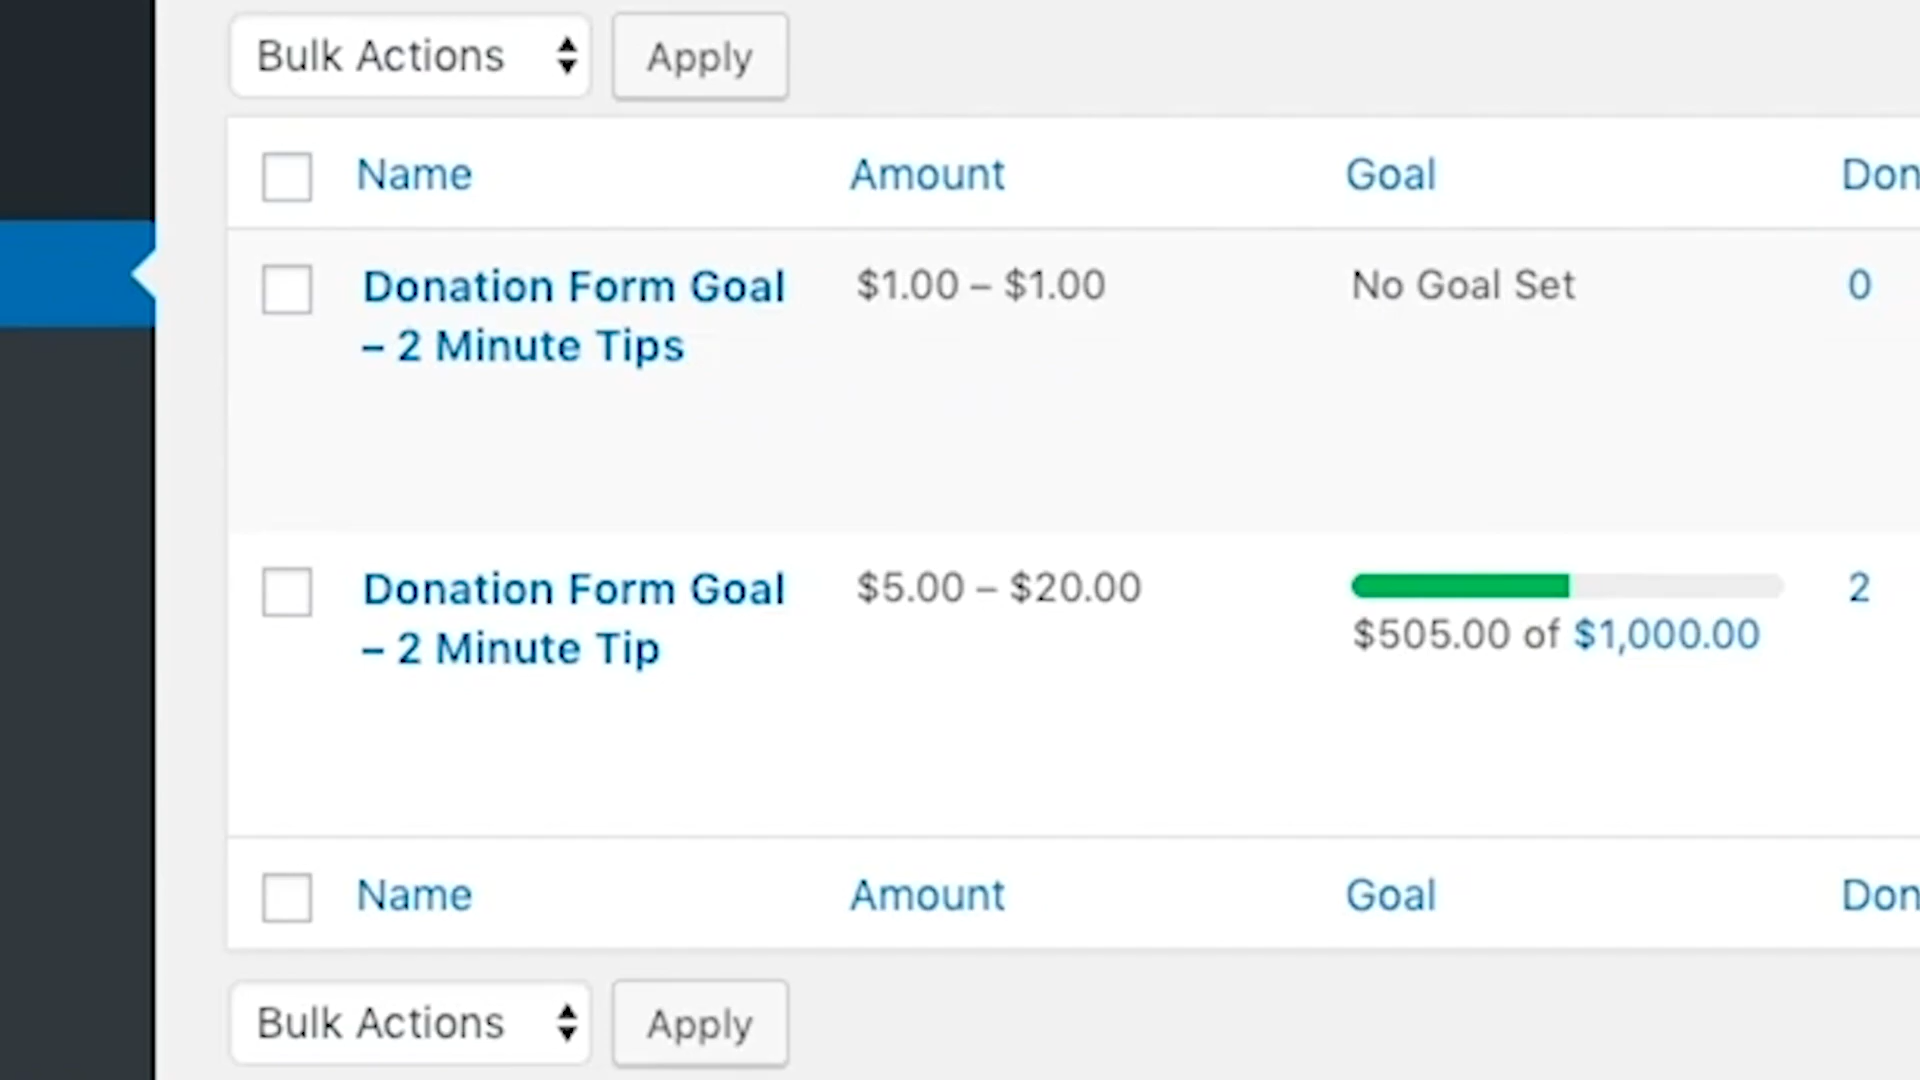 Bulk Actions Apply
Name Amount Goal Don
Donation Form Goal $1.00 – $1.00 No Goal Set 0
– 2 Minute Tips
Donation Form Goal $5.00 – $20.00 2
– 2 Minute Tip $505.00 of $1,000.00
Name Amount Goal Don
Bulk Actions Apply